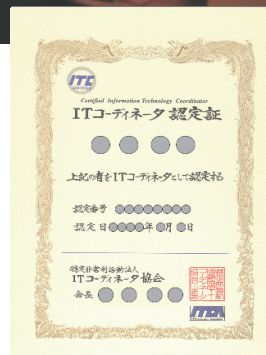 ITC
Certified Information Technology Coordinator
ITコーディネータ 認定証
上記の者をITコーディネータとして認定する
認定番号
認定日 年 月 日
特定非営利活動法人
ITコーディネータ協会
会長
ITCA